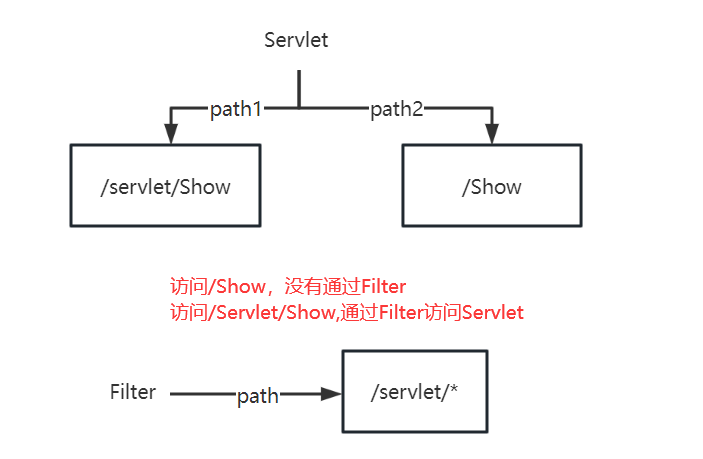 Servlet
path1
path2
/servlet/Show
/Show
访问/Show，没有通过Filter
访问/Servlet/Show,通过Filter访问Servlet
Filter
path
/servlet/*